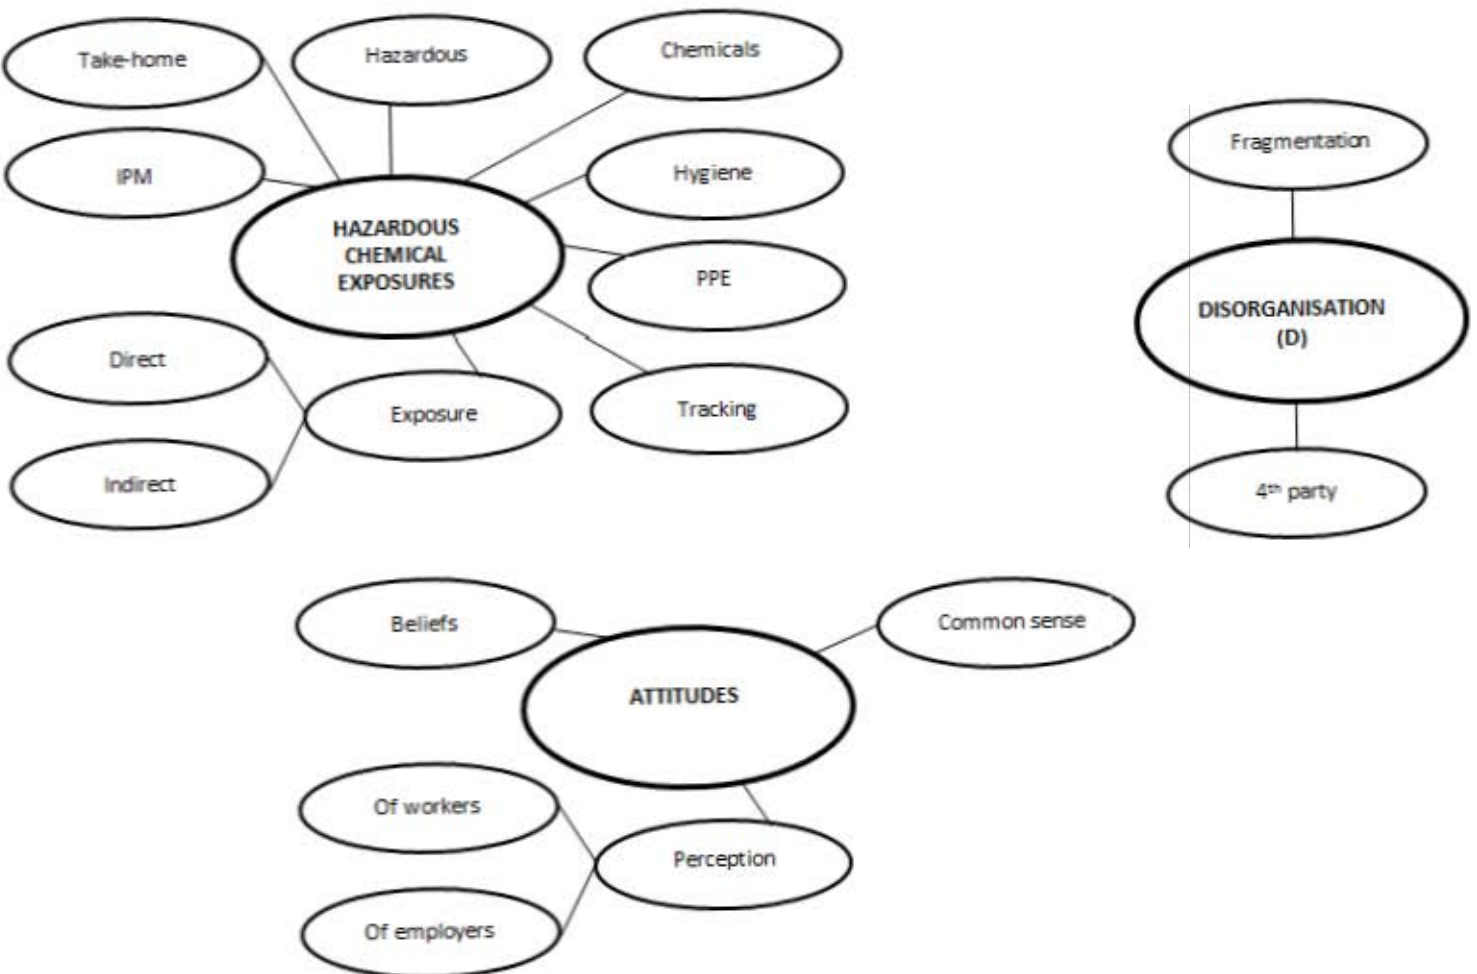 Take-home
Hazardous
Chemicals
IPM
Hygiene
HAZARDOUS
CHEMICAL
EXPOSURES
PPE
Direct
Exposure
Tracking
Indirect
Fragmentation
DISORGANISATION
(D)
4th party
Beliefs
Common sense
ATTITUDES
Of workers
Perception
Of employers